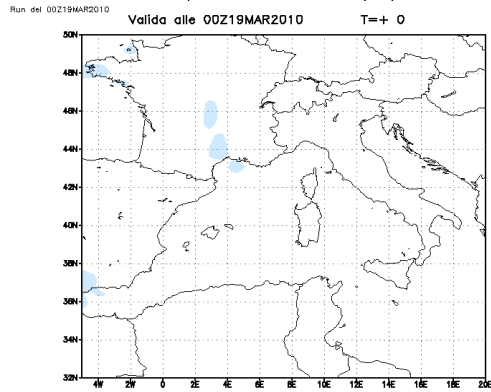 Run del 00Z19MAR2010
Valida alle 00Z19MAR2010 T=+ 0
50N
48N
46N
44N
42N
40N
38N
36N
34N
32N
4W 2W 0 2E 4E 6E 8E 10E 12E 14E 16E 18E 20E